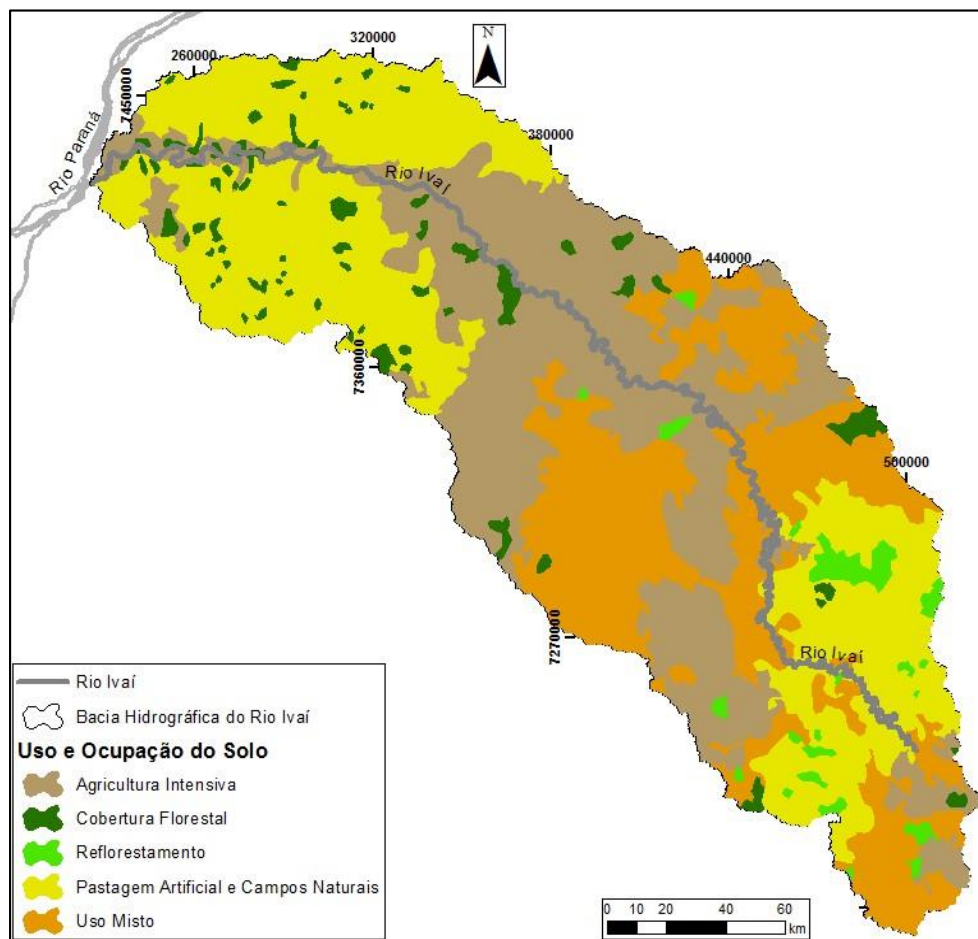 N
320000
260000
7450000
Rio Paraná
380000
Rio Ivaí
440000
7360000
500000
7270000
Rio Ivaí
Rio Ivaí
Bacia Hidrográfica do Rio Ivaí
Uso e Ocupação do Solo
Agricultura Intensiva
Cobertura Florestal
Reflorestamento
Pastagem Artificial e Campos Naturais
Uso Misto
0 10 20 40 60
km